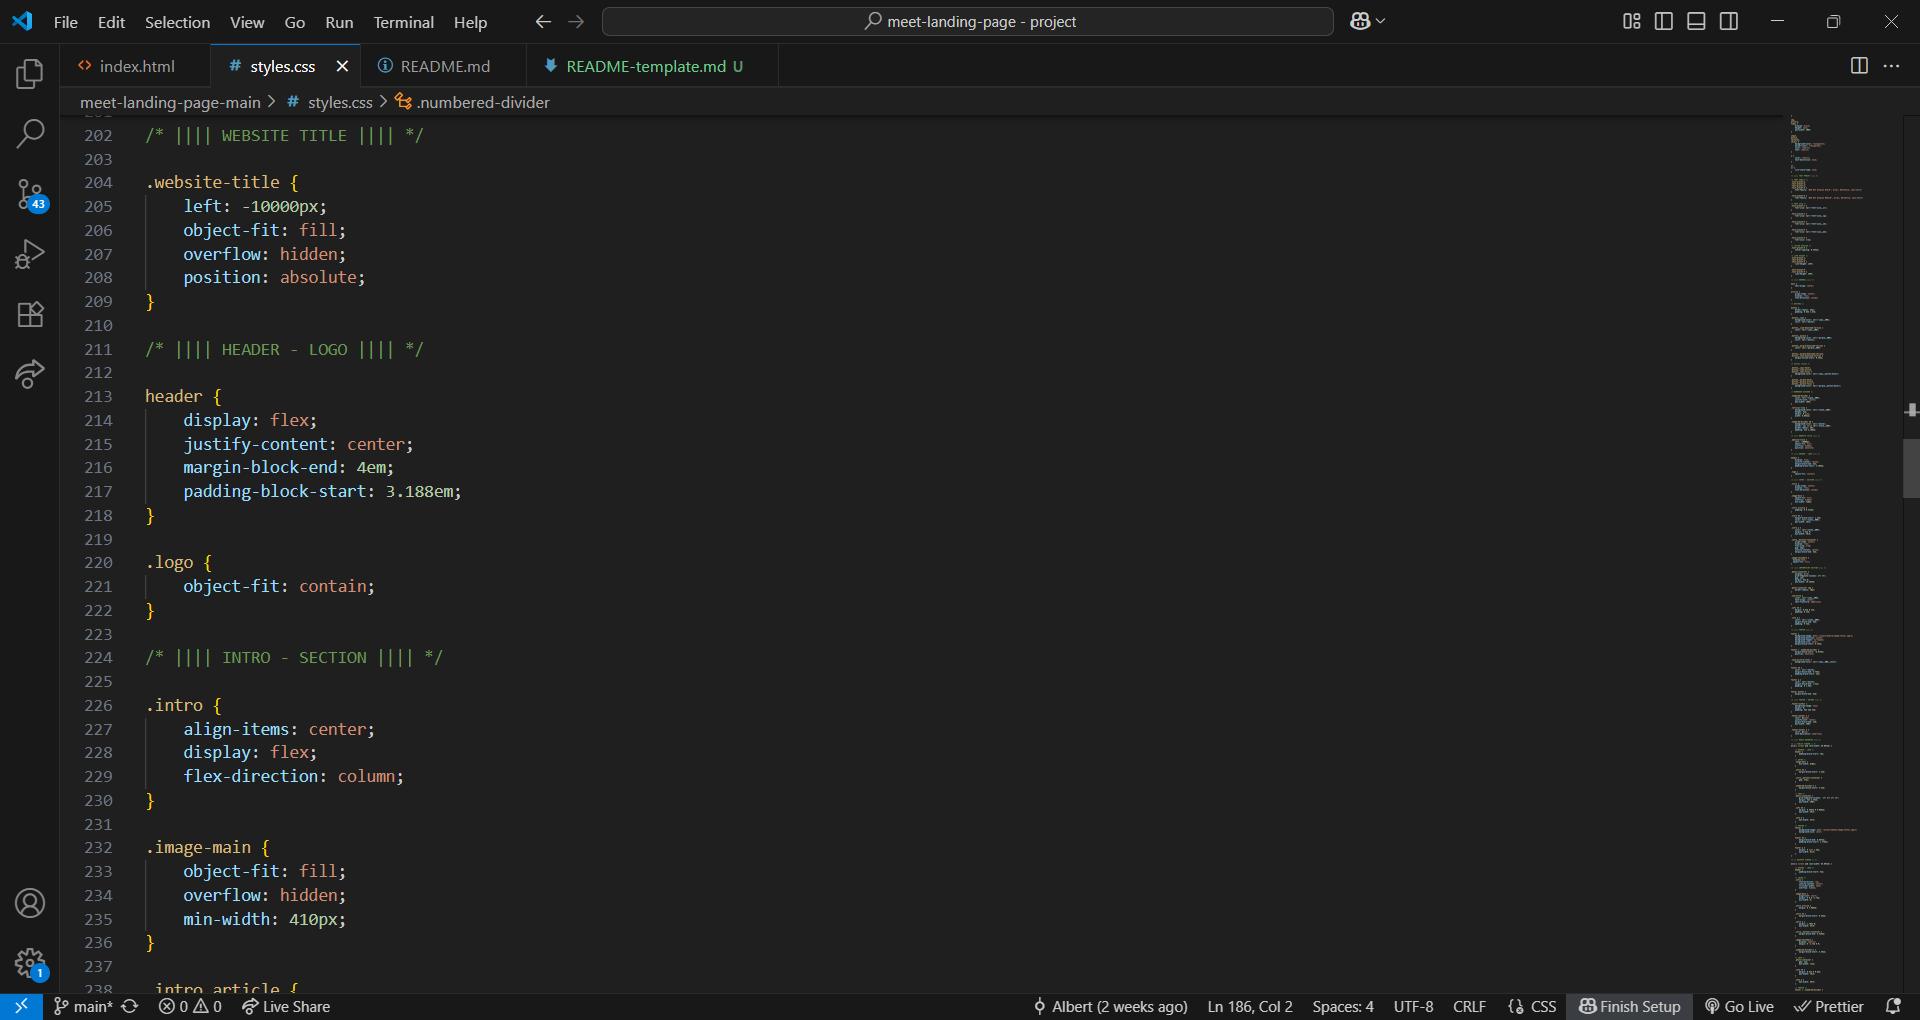 File Edit Selection View Go Run Terminal Help
meet-landing-page - project
index.html
# styles.css
README.md
README-template.md U
meet-landing-page-main > # styles.css > .numbered-divider
202 /* |||| WEBSITE TITLE |||| */
203
204 .website-title {
205 left: -10000px;
206 object-fit: fill;
207 overflow: hidden;
208 position: absolute;
209 }
210
211 /* |||| HEADER - LOGO |||| */
212
213 header {
214 display: flex;
215 justify-content: center;
216 margin-block-end: 4em;
217 padding-block-start: 3.188em;
218 }
219
220 .logo {
221 object-fit: contain;
222 }
223
224 /* |||| INTRO - SECTION |||| */
225
226 .intro {
227 align-items: center;
228 display: flex;
229 flex-direction: column;
230 }
231
232 .image-main {
233 object-fit: fill;
234 overflow: hidden;
235 min-width: 410px;
236 }
237
238 .intro article {
43
1
main* 0 0 Live Share
Albert (2 weeks ago) Ln 186, Col 2 Spaces: 4 UTF-8 CRLF CSS Finish Setup Go Live Prettier